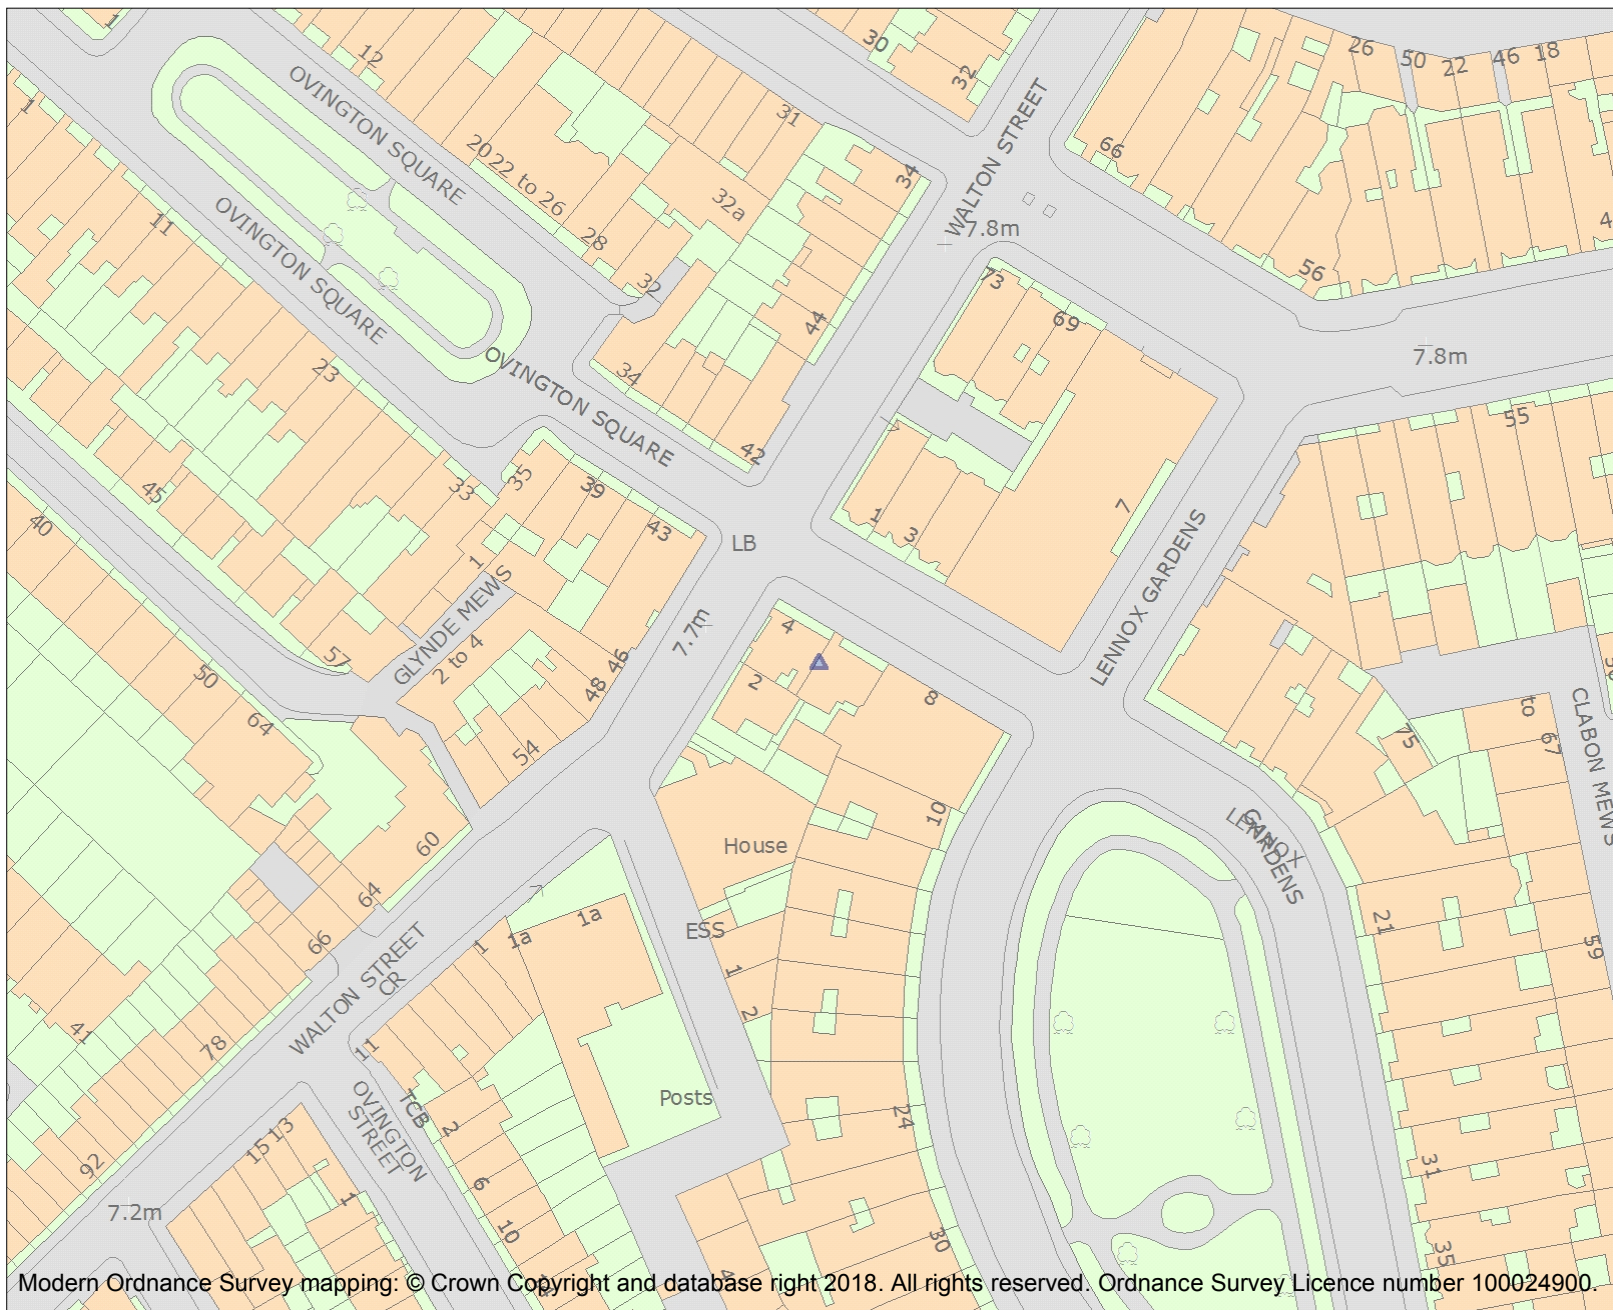 1
12
OVINGTON SQUARE
30
32
WALTON STREET
26
50
22
46
18
1
31
66
20
22 to 26
34
32a
11
OVINGTON SQUARE
28
7.8m
56
32
73
44
69
7.8m
23
OVINGTON SQUARE
34
42
55
45
33
35
39
43
40
1
3
7
LB
LENNOX GARDENS
1
GLYNDE MEWS
2 to 4
57
50
64
46
48
7.7m
4
2
8
54
75
to
67
CLABON MEWS
60
House
10
LENNOX
GARDENS
64
66
WALTON STREET
CR
1
1a
1a
ESS
1
2
21
59
41
78
11
OVINGTON
STREET
TCB
2
Posts
24
92
15
13
1
6
10
7.2m
30
31
35
Modern Ordnance Survey mapping: © Crown Copyright and database right 2018. All rights reserved. Ordnance Survey Licence number 100024900.